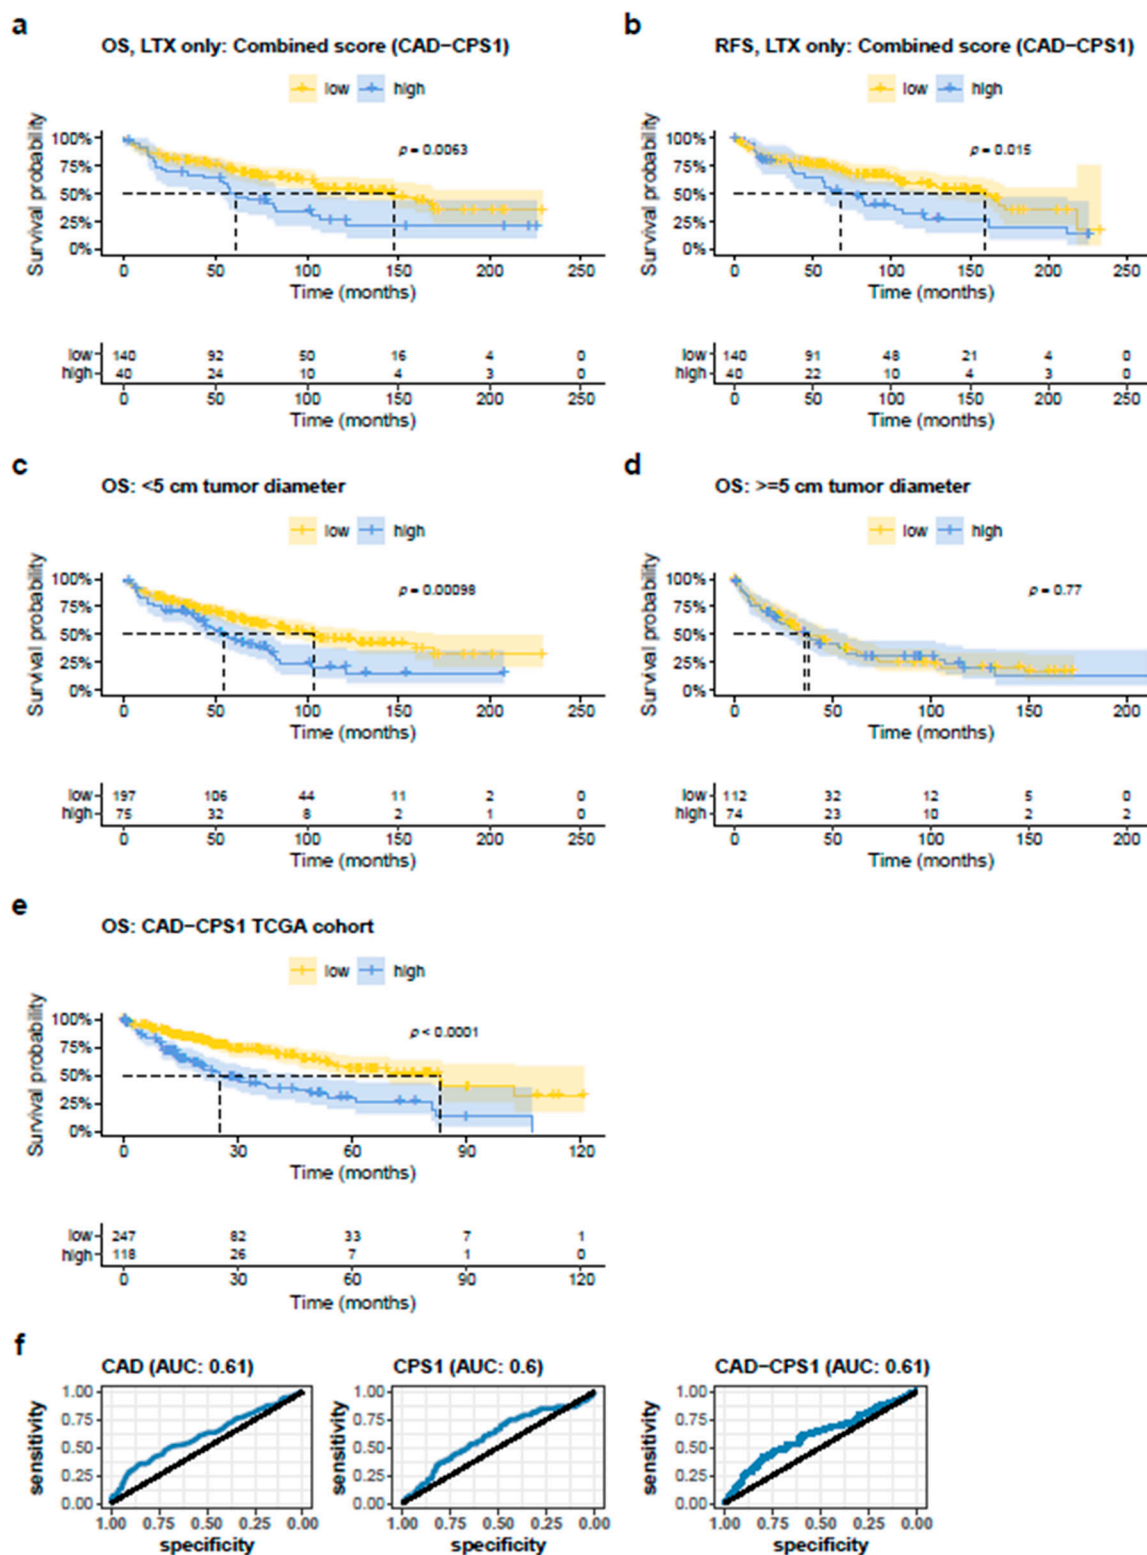 a
OS, LTX only: Combined score (CAD−CPS1)
low high
Survival probability
100%
75%
50%
25%
0%
p = 0.0063
0 50 100 150 200 250
Time (months)
low 140 92 50 16 4 0
high 40 24 10 4 3 0
0 50 100 150 200 250
Time (months)
b
RFS, LTX only: Combined score (CAD−CPS1)
low high
Survival probability
100%
75%
50%
25%
0%
p = 0.015
0 50 100 150 200 250
Time (months)
low 140 91 48 21 4 0
high 40 22 10 4 3 0
0 50 100 150 200 250
Time (months)
c
OS: <5 cm tumor diameter
low high
Survival probability
100%
75%
50%
25%
0%
p = 0.00098
0 50 100 150 200 250
Time (months)
low 197 106 44 11 2 0
high 75 32 8 2 1 0
0 50 100 150 200 250
Time (months)
d
OS: >=5 cm tumor diameter
low high
Survival probability
100%
75%
50%
25%
0%
p = 0.77
0 50 100 150 200
Time (months)
low 112 32 12 5 0
high 74 23 10 2 2
0 50 100 150 200
Time (months)
e
OS: CAD−CPS1 TCGA cohort
low high
Survival probability
100%
75%
50%
25%
0%
p < 0.0001
0 30 60 90 120
Time (months)
low 247 82 33 7 1
high 118 26 7 1 0
0 30 60 90 120
Time (months)
f
CAD (AUC: 0.61)
sensitivity
1.00
0.75
0.50
0.25
0.00
1.00 0.75 0.50 0.25 0.00
specificity
CPS1 (AUC: 0.6)
sensitivity
1.00
0.75
0.50
0.25
0.00
1.00 0.75 0.50 0.25 0.00
specificity
CAD−CPS1 (AUC: 0.61)
sensitivity
1.00
0.75
0.50
0.25
0.00
1.00 0.75 0.50 0.25 0.00
specificity